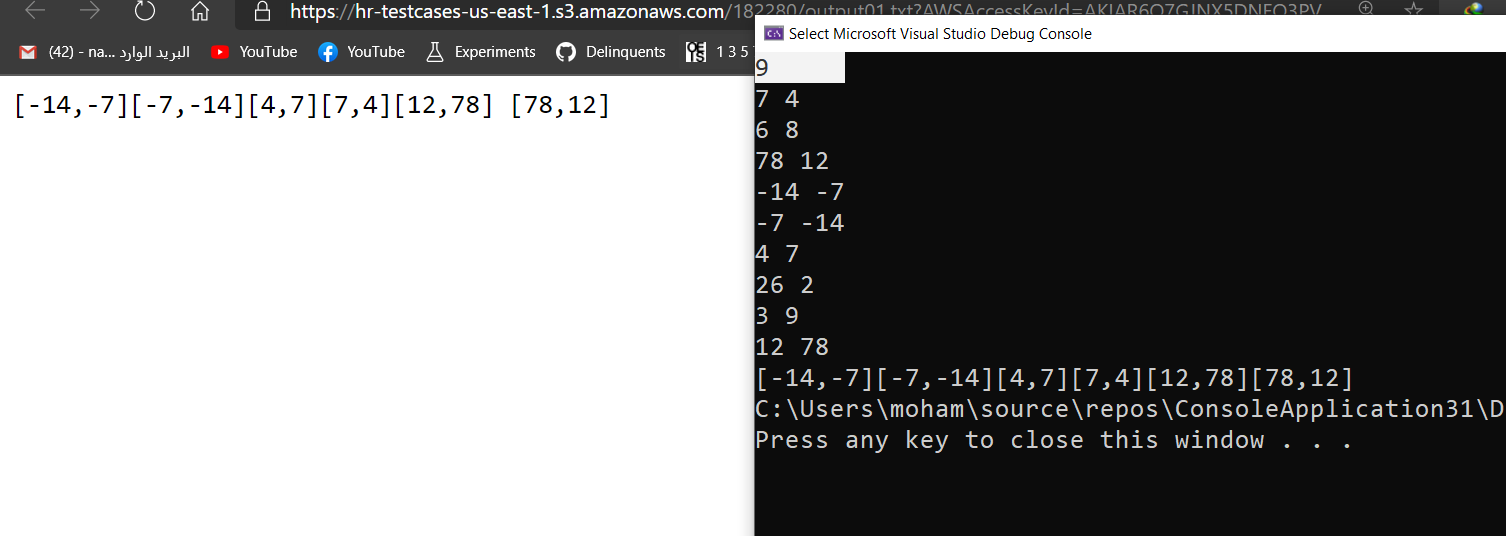 https://hr-testcases-us-east-1.s3.amazonaws.com/182280/output01.txt?AWSAccessKeyId=
(42) - na... البريد الوارد
YouTube
YouTube
Experiments
Delinquents
1 3 5
[-14,-7][-7,-14][4,7][7,4][12,78] [78,12]
Select Microsoft Visual Studio Debug Console
9
7 4
6 8
78 12
-14 -7
-7 -14
4 7
26 2
3 9
12 78
[-14,-7][-7,-14][4,7][7,4][12,78][78,12]
C:\Users\moham\source\repos\ConsoleApplication31\D
Press any key to close this window . . .